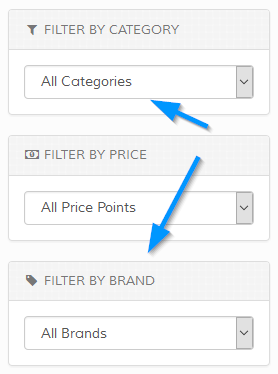 FILTER BY CATEGORY
All Categories
FILTER BY PRICE
All Price Points
FILTER BY BRAND
All Brands